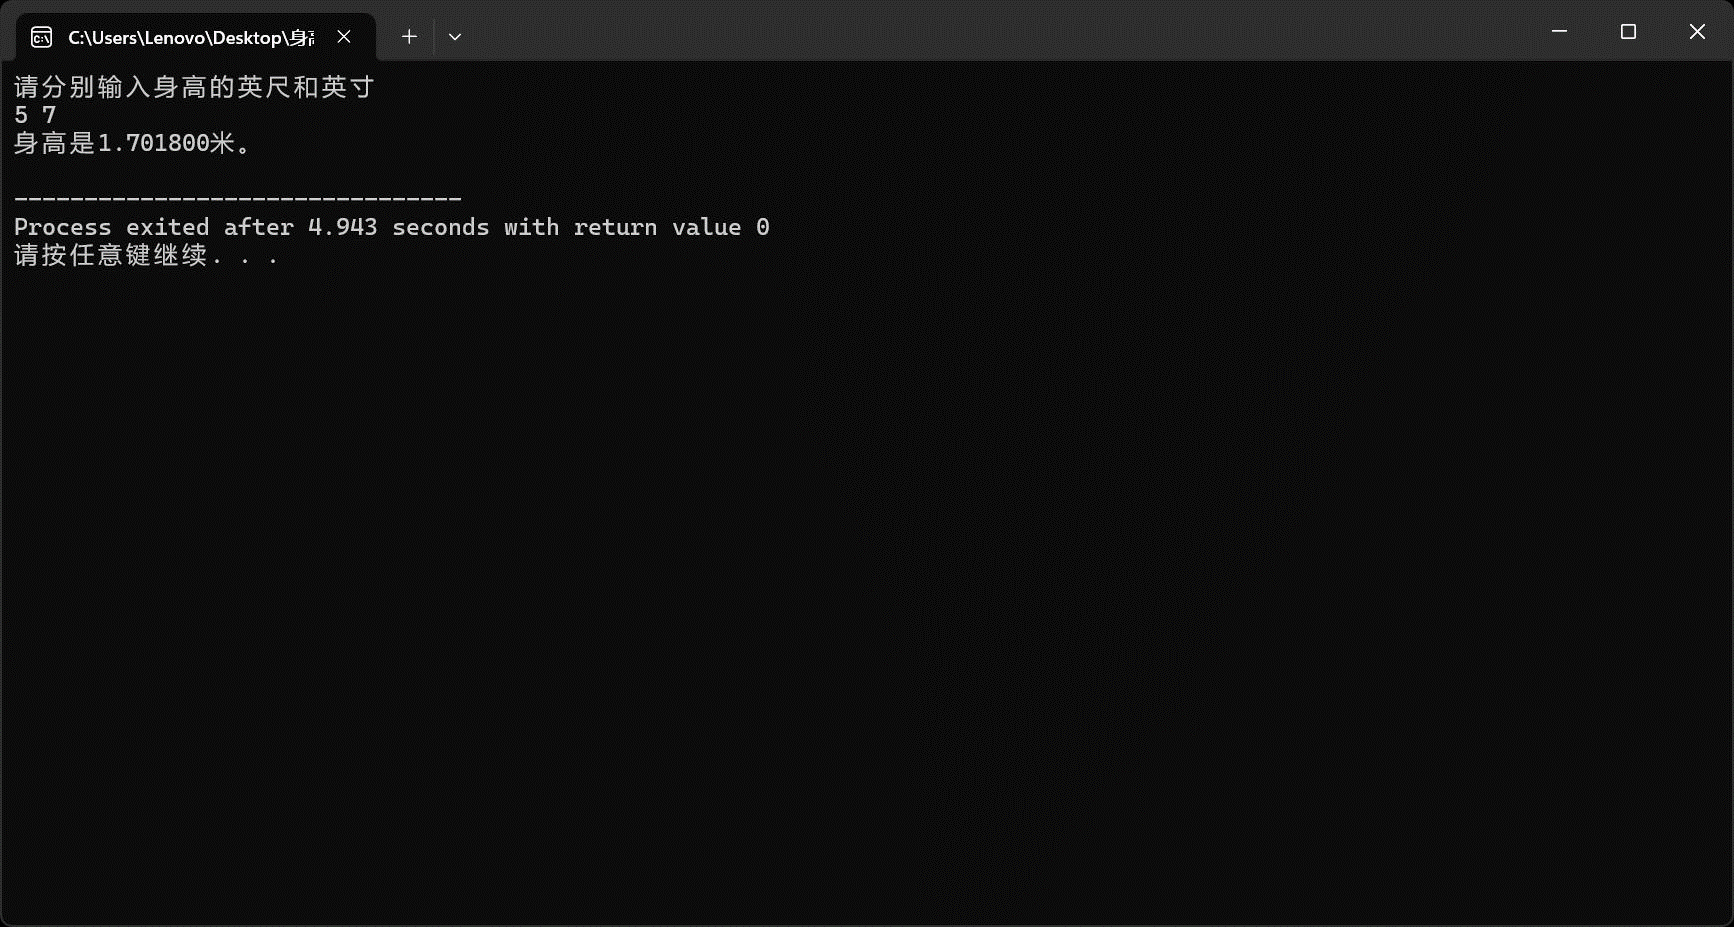 C:\Users\Lenovo\Desktop\身
请分别输入身高的英尺和英寸
5 7
身高是1.701800米。
--------------------------------
Process exited after 4.943 seconds with return value 0
请按任意键继续. . .